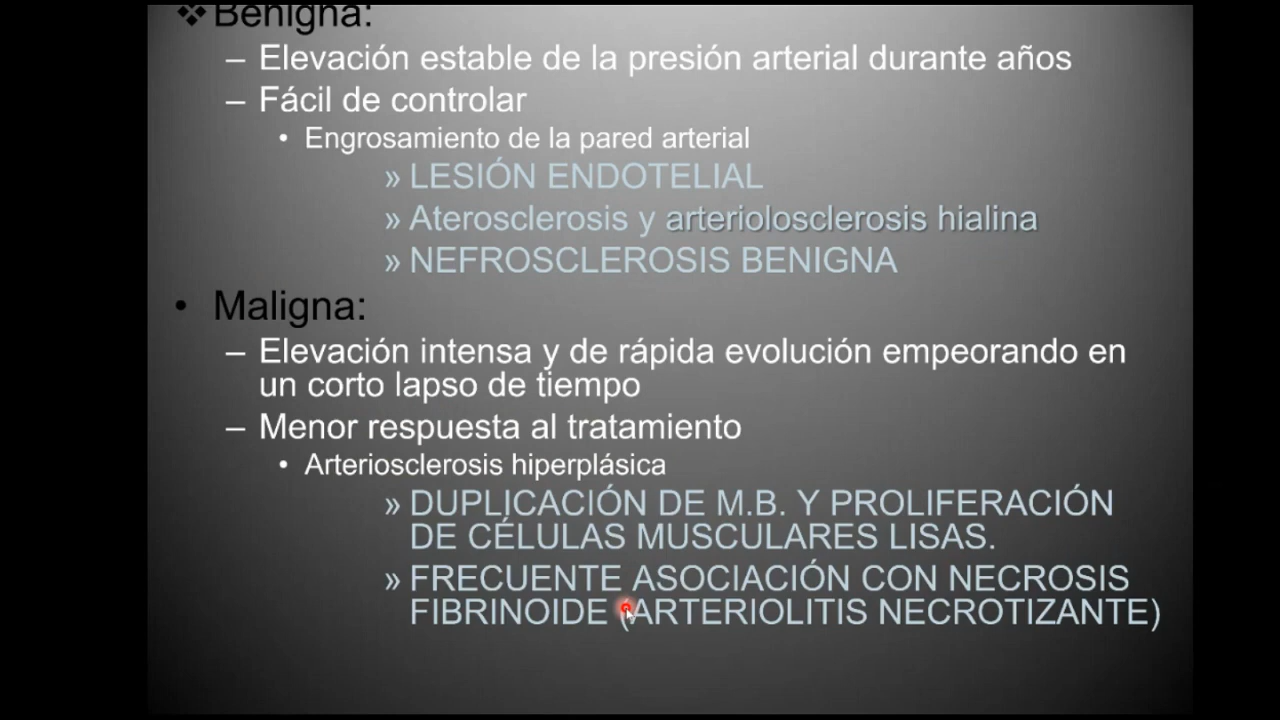 ❖ Benigna:
– Elevación estable de la presión arterial durante años
– Fácil de controlar
• Engrosamiento de la pared arterial
» LESIÓN ENDOTELIAL
» Aterosclerosis y arteriolosclerosis hialina
» NEFROSCLEROSIS BENIGNA
• Maligna:
– Elevación intensa y de rápida evolución empeorando en
un corto lapso de tiempo
– Menor respuesta al tratamiento
• Arteriosclerosis hiperplásica
» DUPLICACIÓN DE M.B. Y PROLIFERACIÓN
DE CÉLULAS MUSCULARES LISAS.
» FRECUENTE ASOCIACIÓN CON NECROSIS
FIBRINOIDE (ARTERIOLITIS NECROTIZANTE)